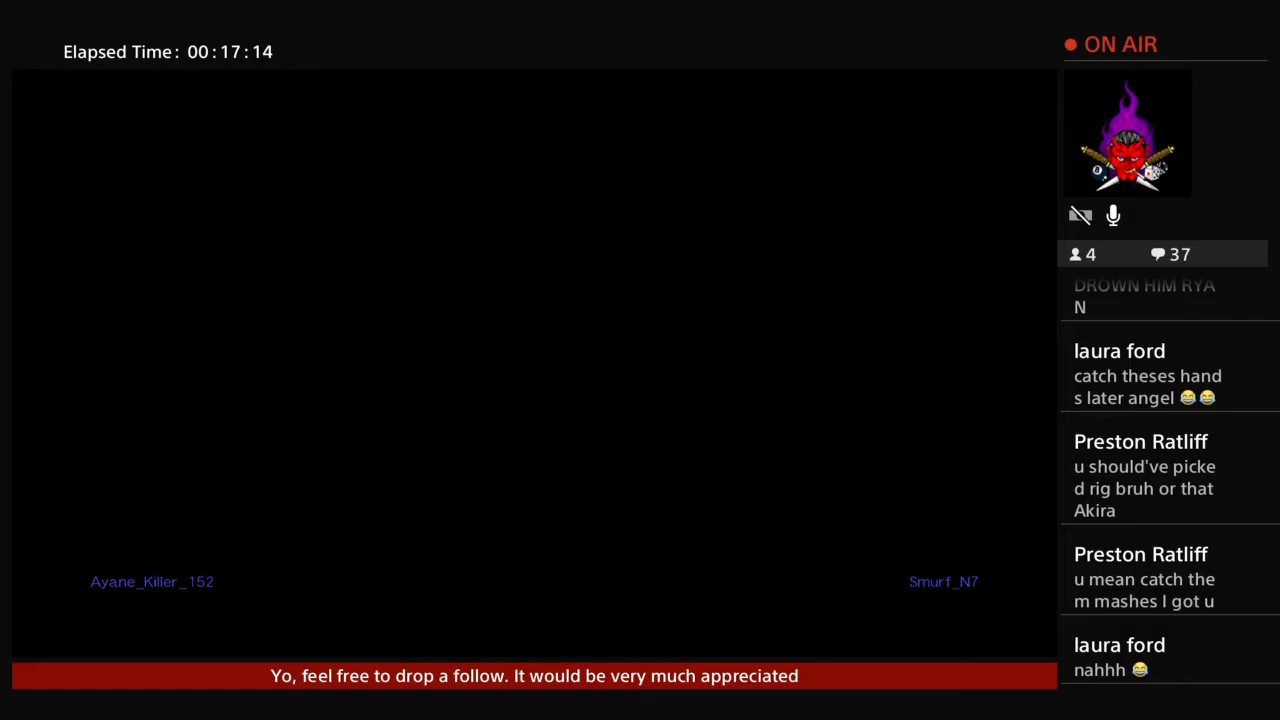 Elapsed Time: 00:17:14
ON AIR
4 37
DROWN HIM RYA
N
laura ford
catch theses hand
s later angel 😂😂
Preston Ratliff
u should've picke
d rig bruh or that
Akira
Preston Ratliff
u mean catch the
m mashes I got u
laura ford
nahhh 😂
Ayane_Killer_152
Smurf_N7
Yo, feel free to drop a follow. It would be very much appreciated